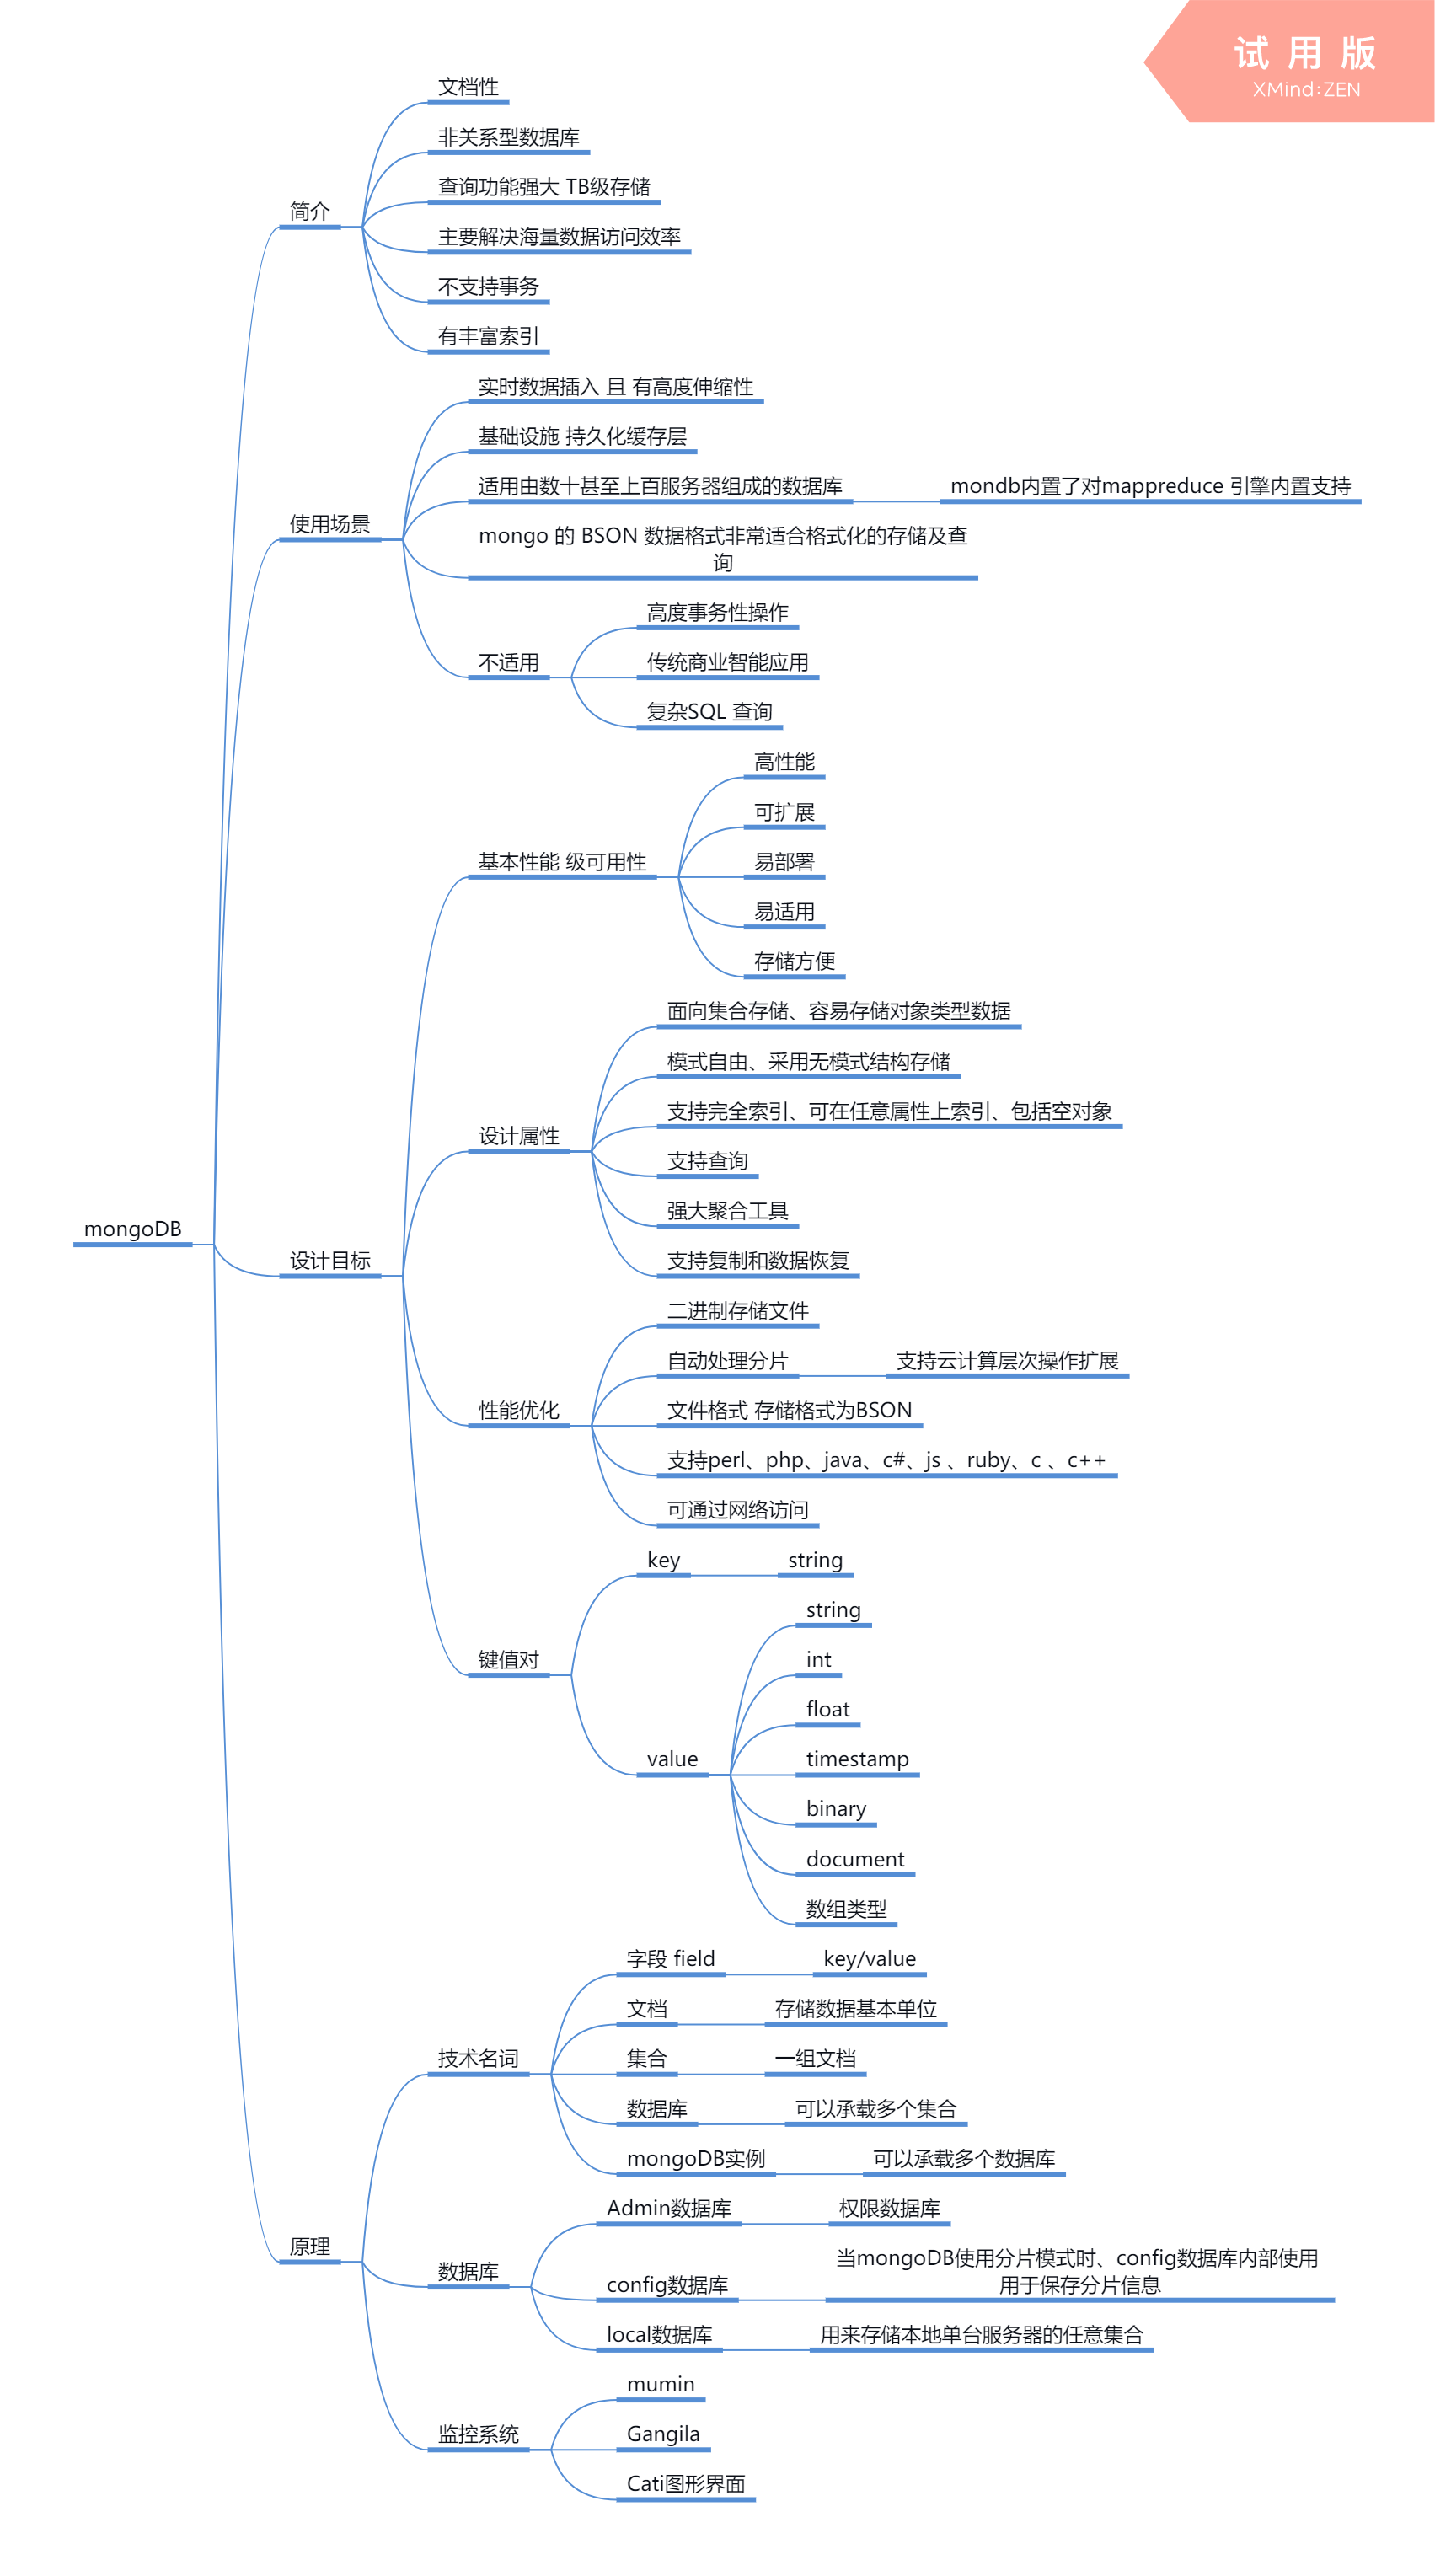 试用版
XMind:ZEN
文档性
非关系型数据库
查询功能强大 TB级存储
简介
主要解决海量数据访问效率
不支持事务
有丰富索引
实时数据插入 且 有高度伸缩性
基础设施 持久化缓存层
适用由数十甚至上百服务器组成的数据库
mondb内置了对mappreduce 引擎内置支持
使用场景
mongo 的 BSON 数据格式非常适合格式化的存储及查
询
高度事务性操作
不适用
传统商业智能应用
复杂SQL 查询
高性能
可扩展
基本性能 级可用性
易部署
易适用
存储方便
面向集合存储、容易存储对象类型数据
模式自由、采用无模式结构存储
支持完全索引、可在任意属性上索引、包括空对象
设计属性
支持查询
强大聚合工具
支持复制和数据恢复
mongoDB
设计目标
二进制存储文件
自动处理分片
支持云计算层次操作扩展
性能优化
文件格式 存储格式为BSON
支持perl、php、java、c#、js 、ruby、c 、c++
可通过网络访问
key
string
键值对
string
int
float
value
timestamp
binary
document
数组类型
字段 field
key/value
文档
存储数据基本单位
技术名词
集合
一组文档
数据库
可以承载多个集合
mongoDB实例
可以承载多个数据库
原理
Admin数据库
权限数据库
数据库
config数据库
当mongoDB使用分片模式时、config数据库内部使用
用于保存分片信息
local数据库
用来存储本地单台服务器的任意集合
mumin
监控系统
Gangila
Cati图形界面